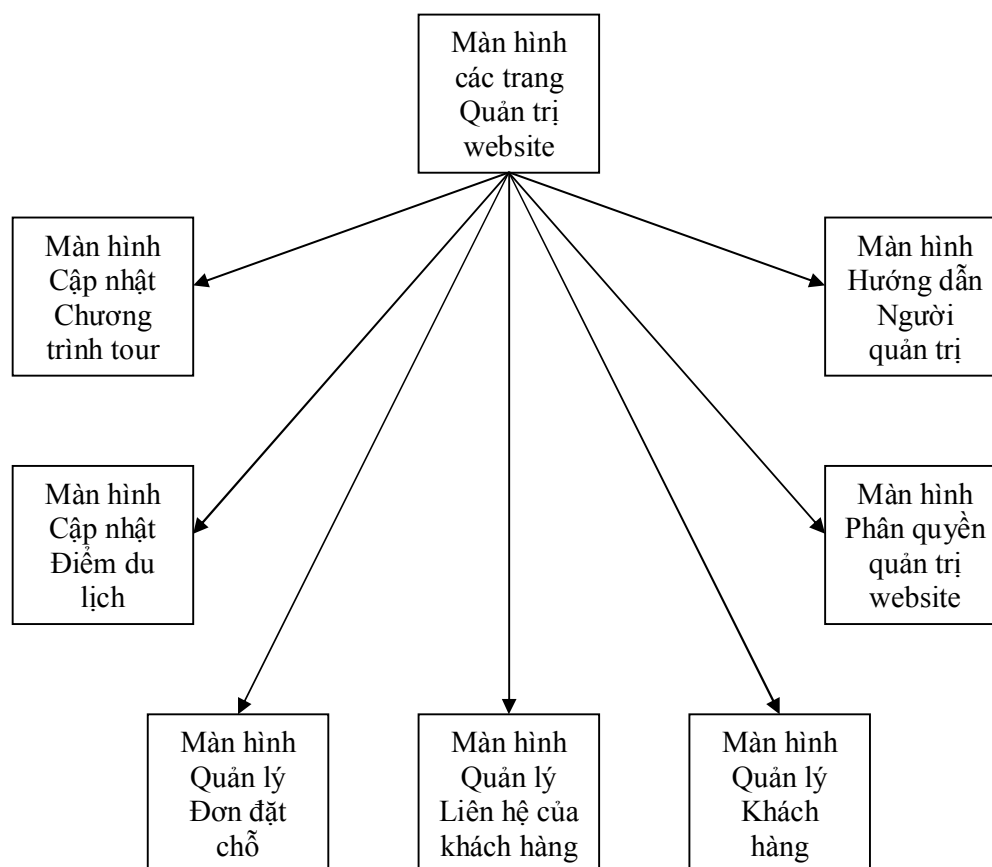 Màn hình
các trang
Quản trị
website
Màn hình
Cập nhật
Chương
trình tour
Màn hình
Hướng dẫn
Người
quản trị
Màn hình
Cập nhật
Điểm du
lịch
Màn hình
Phân quyền
quản trị
website
Màn hình
Quản lý
Đơn đặt
chỗ
Màn hình
Quản lý
Liên hệ của
khách hàng
Màn hình
Quản lý
Khách
hàng